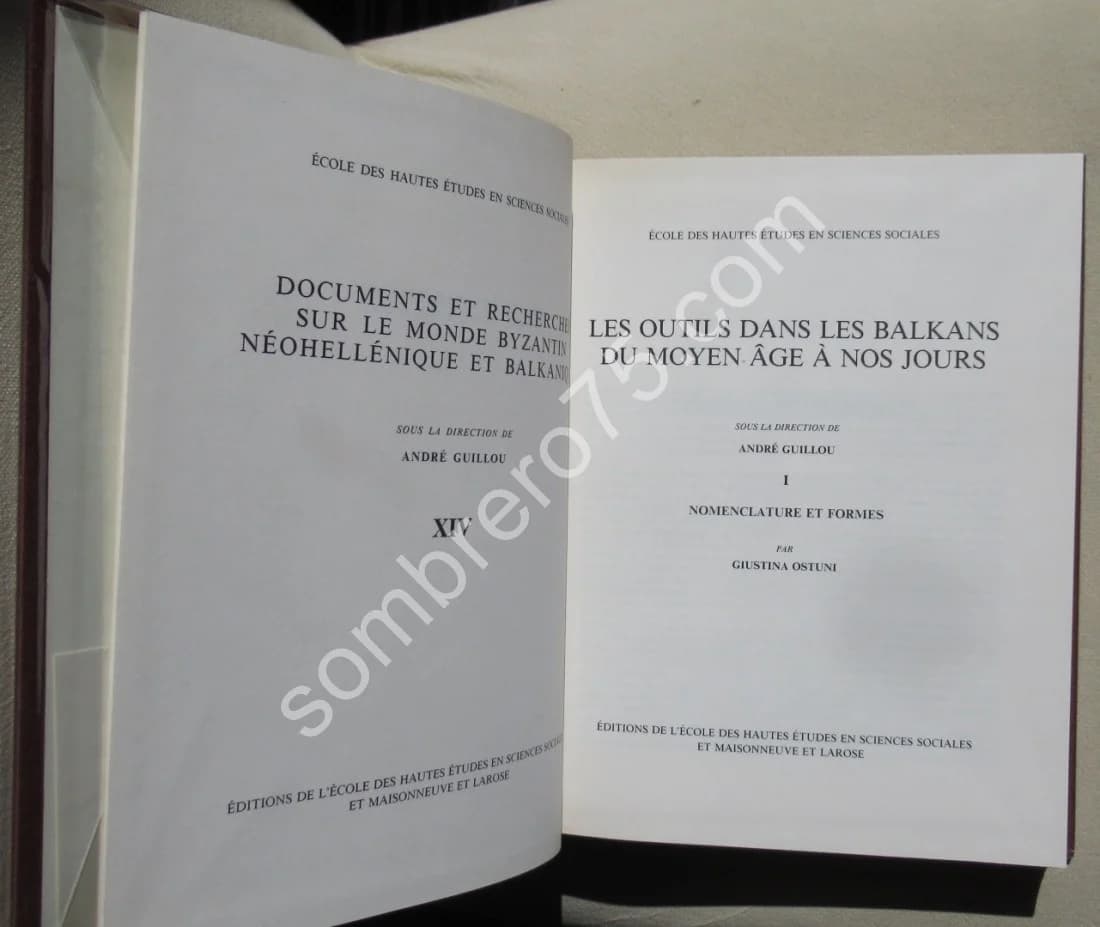 ÉCOLE DES HAUTES ÉTUDES EN SCIENCES SOCIALES
DOCUMENTS ET RECHERCHE
SUR LE MONDE BYZANTIN
NÉOHELLÉNIQUE ET BALKANIQ
SOUS LA DIRECTION DE
ANDRÉ GUILLOU
XIV
ÉDITIONS DE L'ÉCOLE DES HAUTES ÉTUDES EN SCIENCES SOCIAL
ET MAISONNEUVE ET LAROSE
ÉCOLE DES HAUTES ÉTUDES EN SCIENCES SOCIALES
LES OUTILS DANS LES BALKANS
DU MOYEN ÂGE À NOS JOURS
SOUS LA DIRECTION DE
ANDRÉ GUILLOU
I
NOMENCLATURE ET FORMES
PAR
GIUSTINA OSTUNI
ÉDITIONS DE L'ÉCOLE DES HAUTES ÉTUDES EN SCIENCES SOCIALES
ET MAISONNEUVE ET LAROSE
sombrero75.com